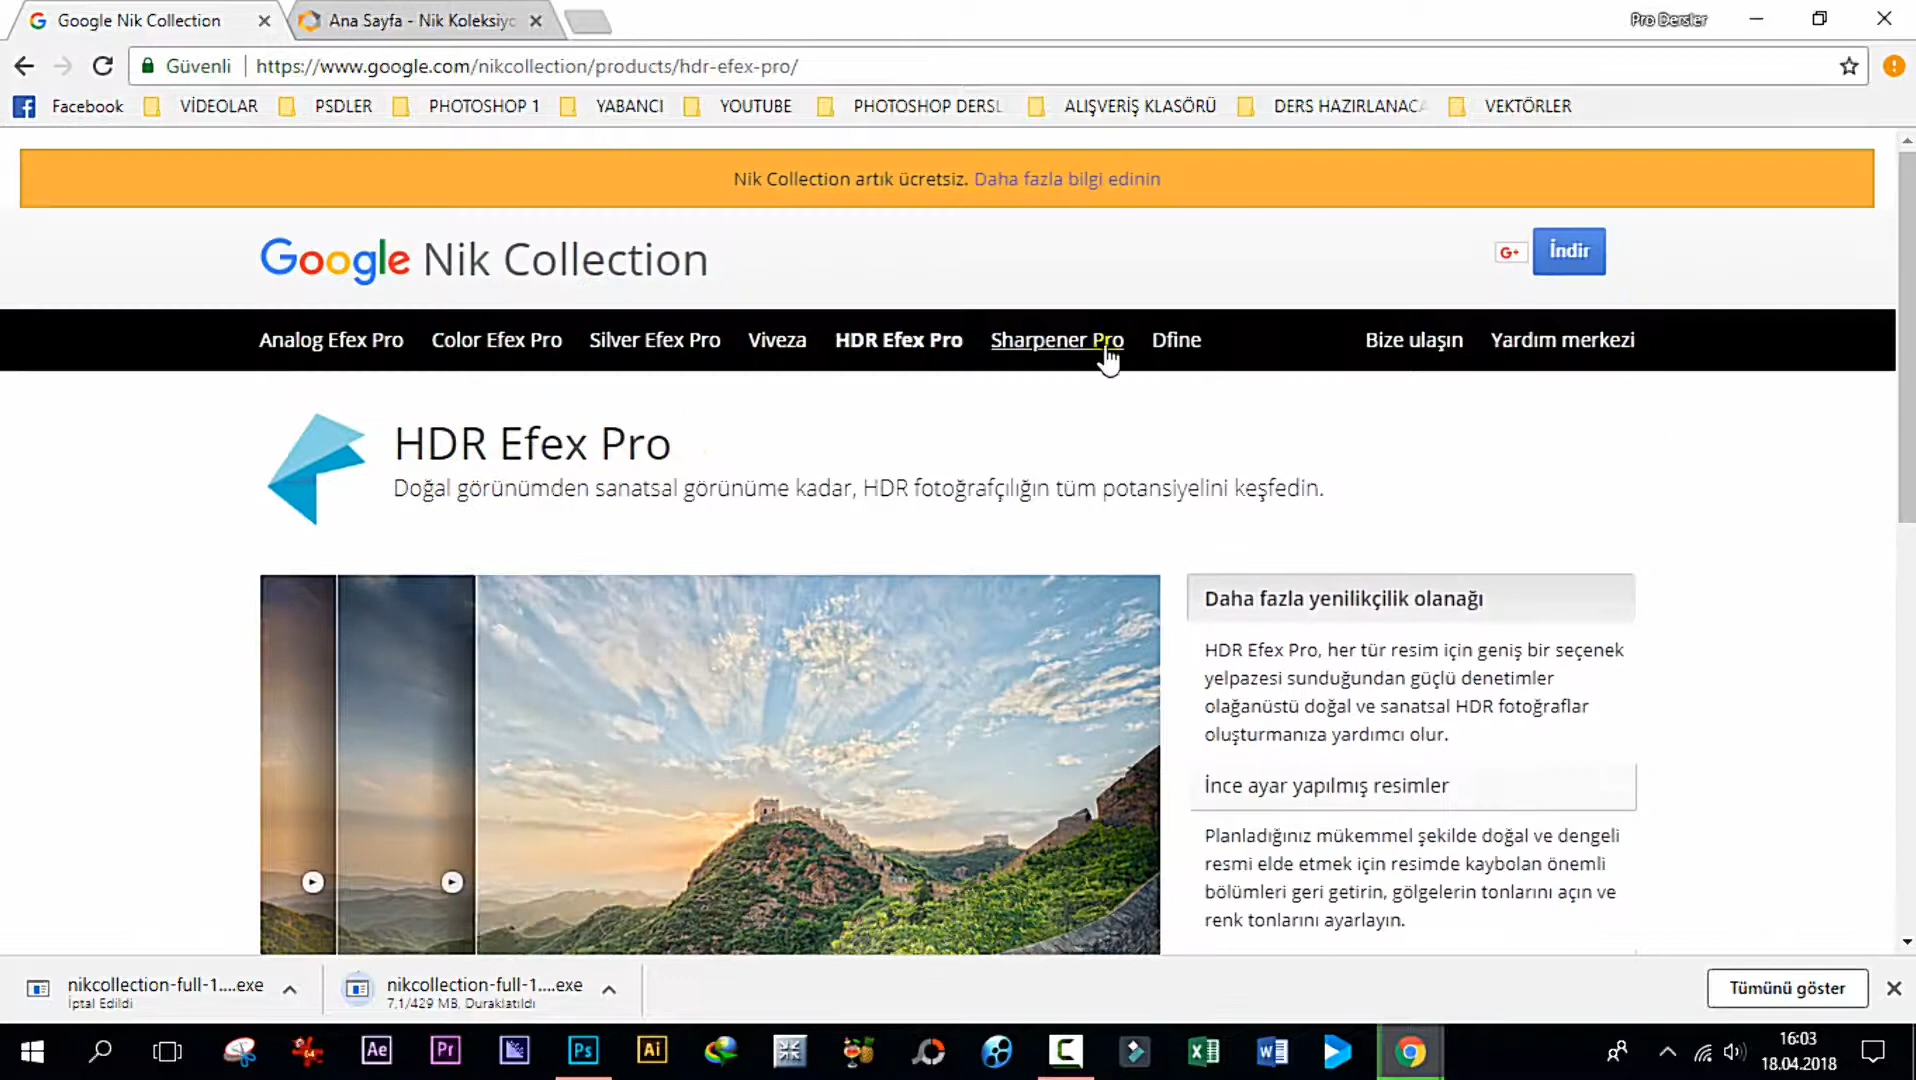 Google Nik Collection
Ana Sayfa - Nik Koleksiyo
Pro Dersler
Güvenli
https://www.google.com/nikcollection/products/hdr-efex-pro/
Facebook
VİDEOLAR
PSDLER
PHOTOSHOP 1
YABANCI
YOUTUBE
PHOTOSHOP DERSL
ALIŞVERİŞ KLASÖRÜ
DERS HAZIRLANACA
VEKTÖRLER
Nik Collection artık ücretsiz. Daha fazla bilgi edinin
Google Nik Collection
G+
İndir
Analog Efex Pro
Color Efex Pro
Silver Efex Pro
Viveza
HDR Efex Pro
Sharpener Pro
Dfine
Bize ulaşın
Yardım merkezi
HDR Efex Pro
Doğal görünümden sanatsal görünüme kadar, HDR fotoğrafçılığın tüm potansiyelini keşfedin.
Daha fazla yenilikçilik olanağı
HDR Efex Pro, her tür resim için geniş bir seçenek
yelpazesi sunduğundan güçlü denetimler
olağanüstü doğal ve sanatsal HDR fotoğraflar
oluşturmanıza yardımcı olur.
İnce ayar yapılmış resimler
Planladığınız mükemmel şekilde doğal ve dengeli
resmi elde etmek için resimde kaybolan önemli
bölümleri geri getirin, gölgelerin tonlarını açın ve
renk tonlarını ayarlayın.
nikcollection-full-1....exe
İptal Edildi
nikcollection-full-1....exe
7,1/429 MB, Duraklatıldı
Tümünü göster
Ae
Pr
Ps
Ai
16:03
18.04.2018